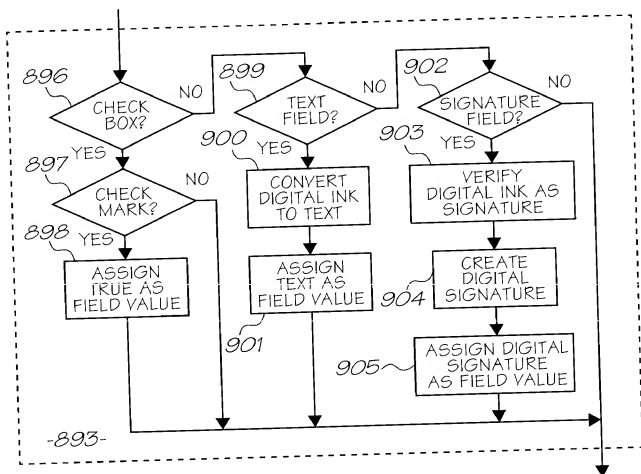 896
CHECK
BOX?
NO
YES
897
CHECK
MARK?
NO
YES
898
ASSIGN
TRUE AS
FIELD VALUE
899
TEXT
FIELD?
NO
YES
900
CONVERT
DIGITAL INK
TO TEXT
ASSIGN
TEXT AS
FIELD VALUE
901
902
SIGNATURE
FIELD?
NO
YES
903
VERIFY
DIGITAL INK AS
SIGNATURE
CREATE
DIGITAL
SIGNATURE
904
ASSIGN DIGITAL
SIGNATURE
AS FIELD VALUE
905
-893-